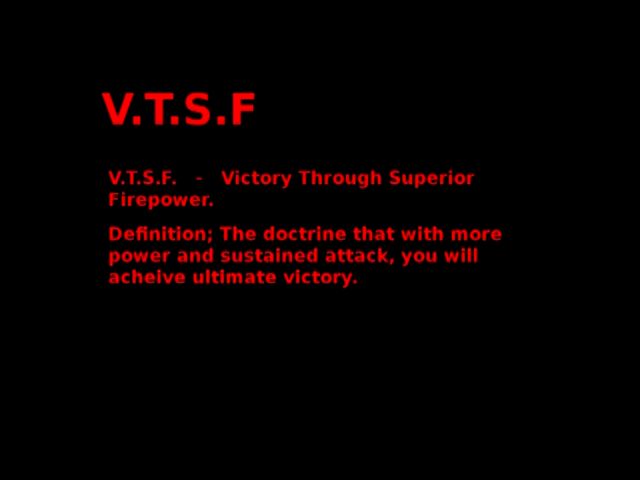 V.T.S.F
V.T.S.F. - Victory Through Superior
Firepower.
Definition; The doctrine that with more
power and sustained attack, you will
acheive ultimate victory.